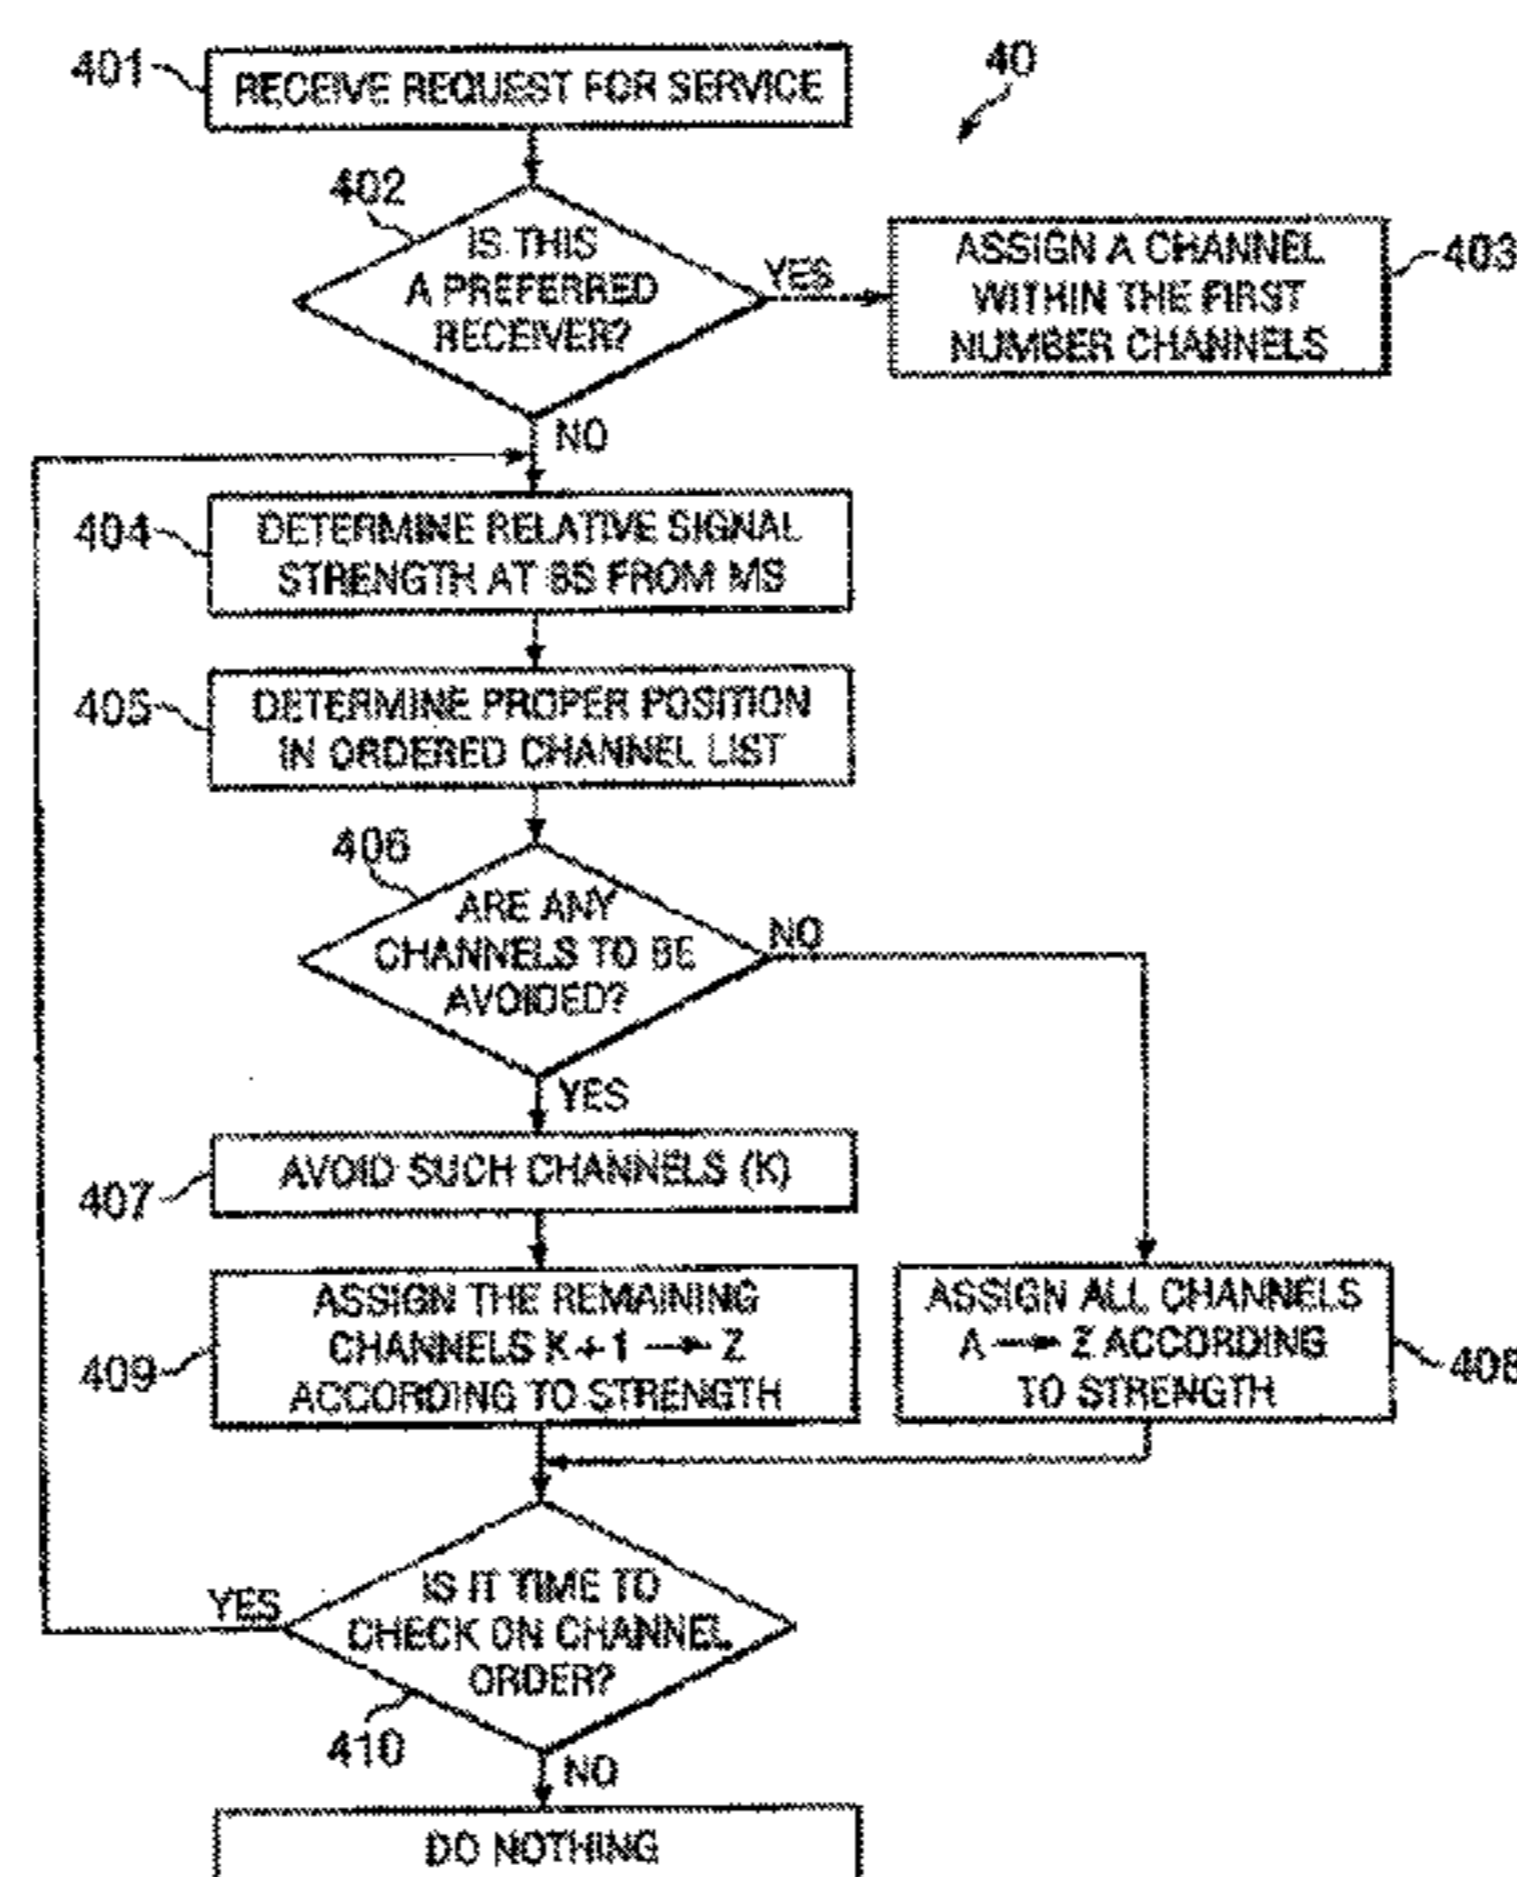 401
RECEIVE REQUEST FOR SERVICE
40
402
IS THIS
A PREFERRED
RECEIVER?
YES
ASSIGN A CHANNEL
WITHIN THE FIRST
NUMBER CHANNELS
403
NO
404
DETERMINE RELATIVE SIGNAL
STRENGTH AT BS FROM MS
405
DETERMINE PROPER POSITION
IN ORDERED CHANNEL LIST
406
ARE ANY
CHANNELS TO BE
AVOIDED?
NO
YES
407
AVOID SUCH CHANNELS (K)
409
ASSIGN THE REMAINING
CHANNELS K+1 → Z
ACCORDING TO STRENGTH
ASSIGN ALL CHANNELS
A → Z ACCORDING
TO STRENGTH
408
YES
IS IT TIME TO
CHECK ON CHANNEL
ORDER?
410
NO
DO NOTHING